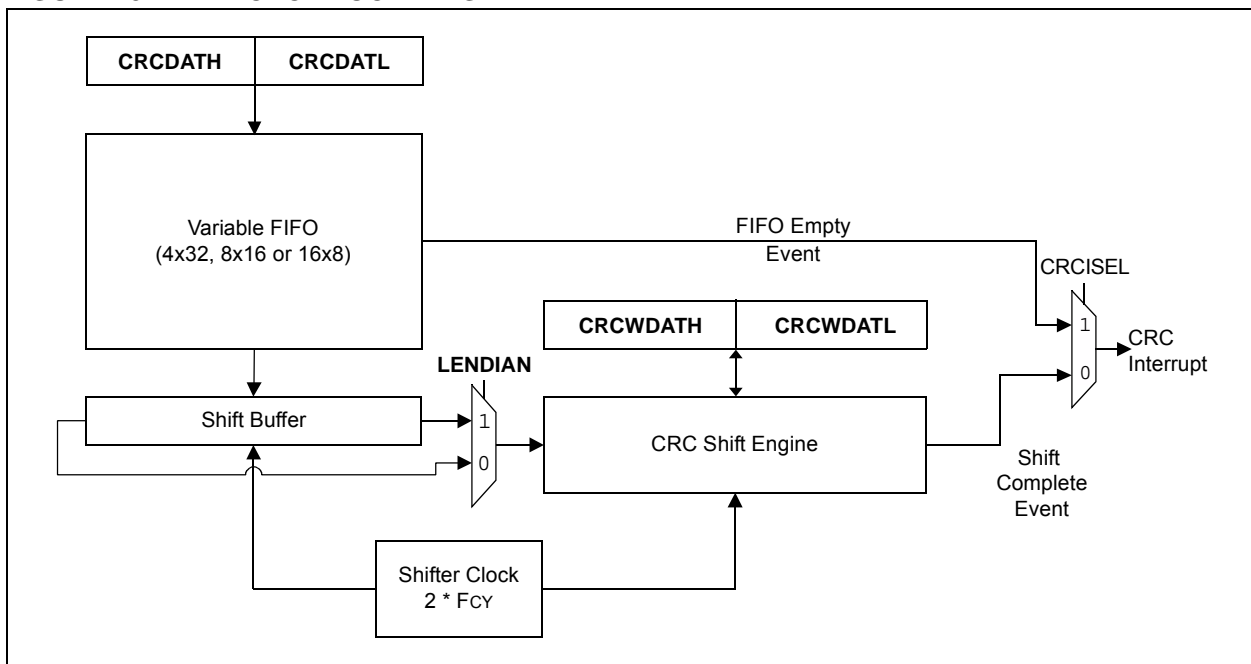 CRCDATH
CRCDATL
Variable FIFO
(4x32, 8x16 or 16x8)
FIFO Empty
Event
CRCISEL
1
0
CRC
Interrupt
CRCWDATH
CRCWDATL
LENDIAN
Shift Buffer
1
0
CRC Shift Engine
Shift
Complete
Event
Shifter Clock
2 * FCY